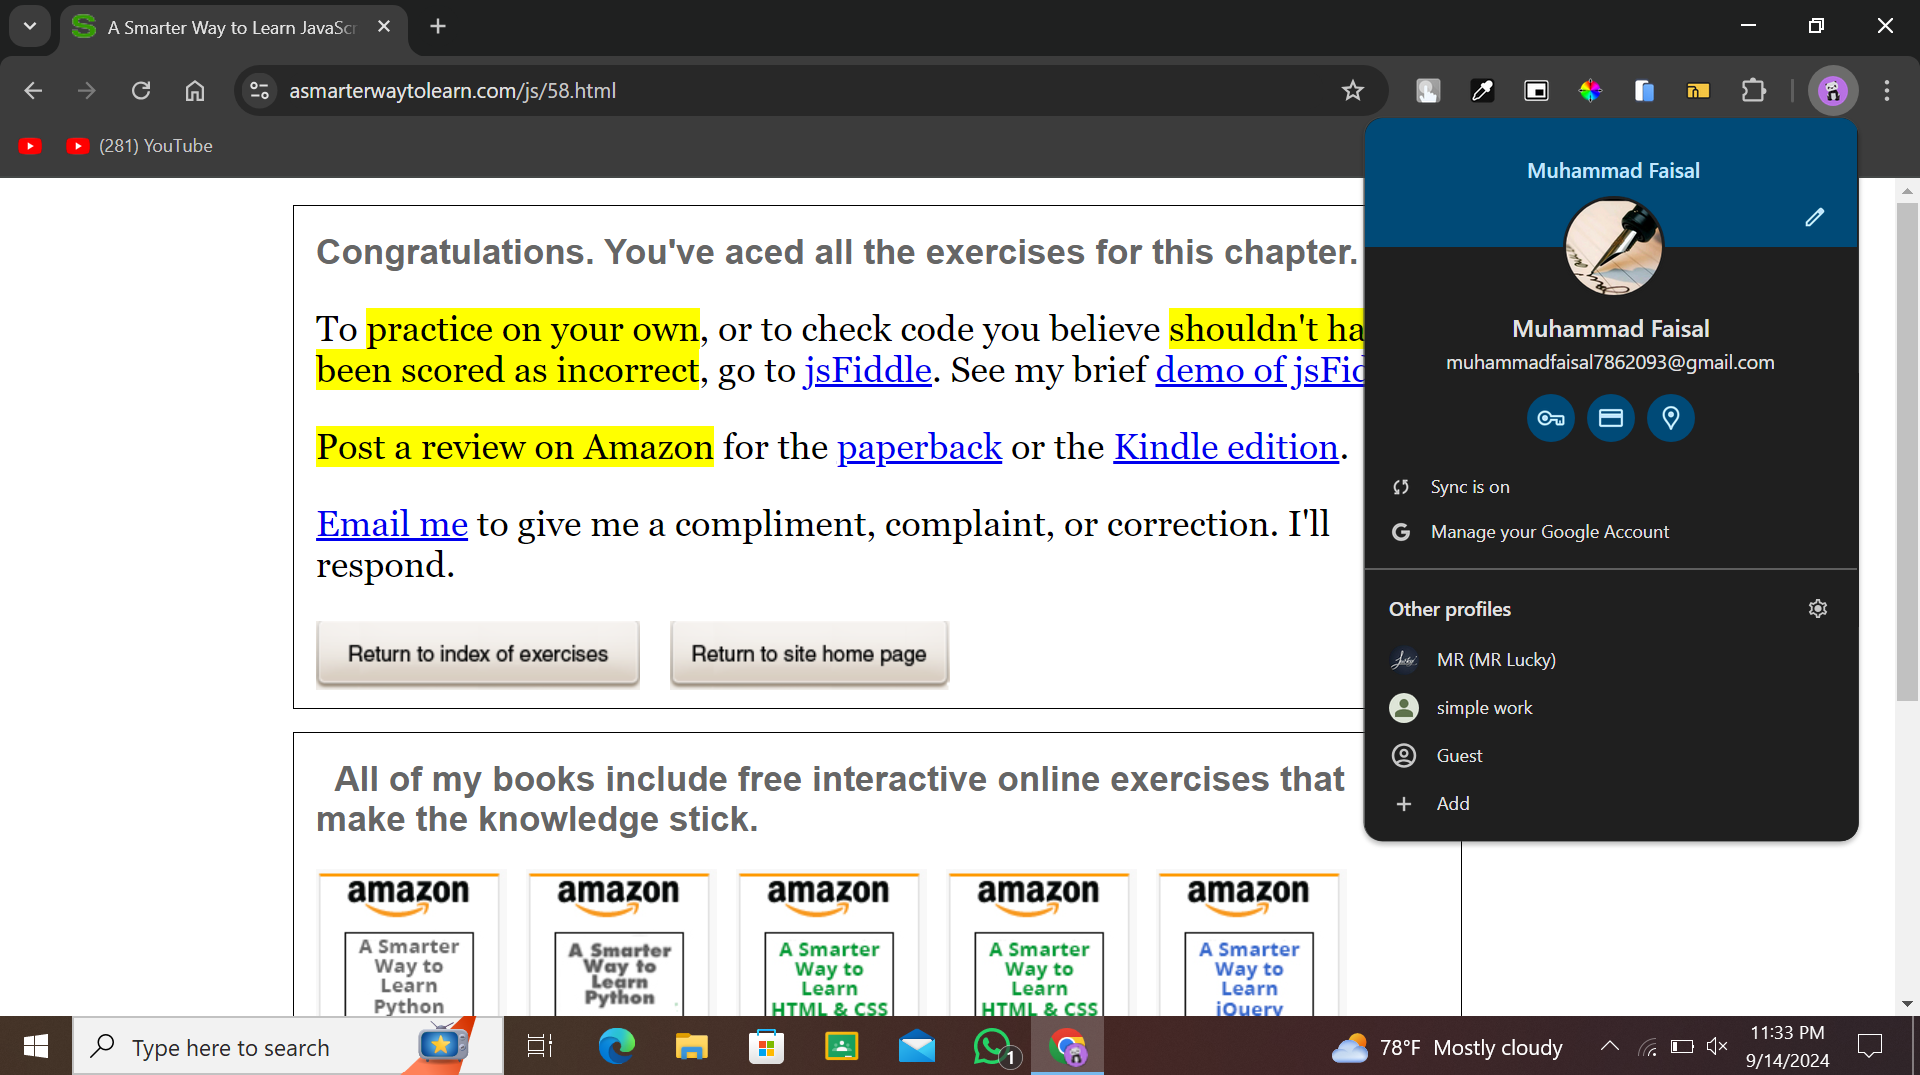 A Smarter Way to Learn JavaScr
asmarterwaytolearn.com/js/58.html
(281) YouTube
Congratulations. You've aced all the exercises for this chapter.
To practice on your own, or to check code you believe shouldn't ha
been scored as incorrect, go to jsFiddle. See my brief demo of jsFid
Post a review on Amazon for the paperback or the Kindle edition.
Email me to give me a compliment, complaint, or correction. I'll
respond.
Return to index of exercises
Return to site home page
All of my books include free interactive online exercises that
make the knowledge stick.
amazon
A Smarter
Way to
Learn
Python
amazon
A Smarter
Way to
Learn
Python
amazon
A Smarter
Way to
Learn
HTML & CSS
amazon
A Smarter
Way to
Learn
HTML & CSS
amazon
A Smarter
Way to
Learn
jQuery
Muhammad Faisal
Muhammad Faisal
muhammadfaisal7862093@gmail.com
Sync is on
Manage your Google Account
Other profiles
MR (MR Lucky)
simple work
Guest
Add
Type here to search
1
78°F Mostly cloudy
11:33 PM
9/14/2024